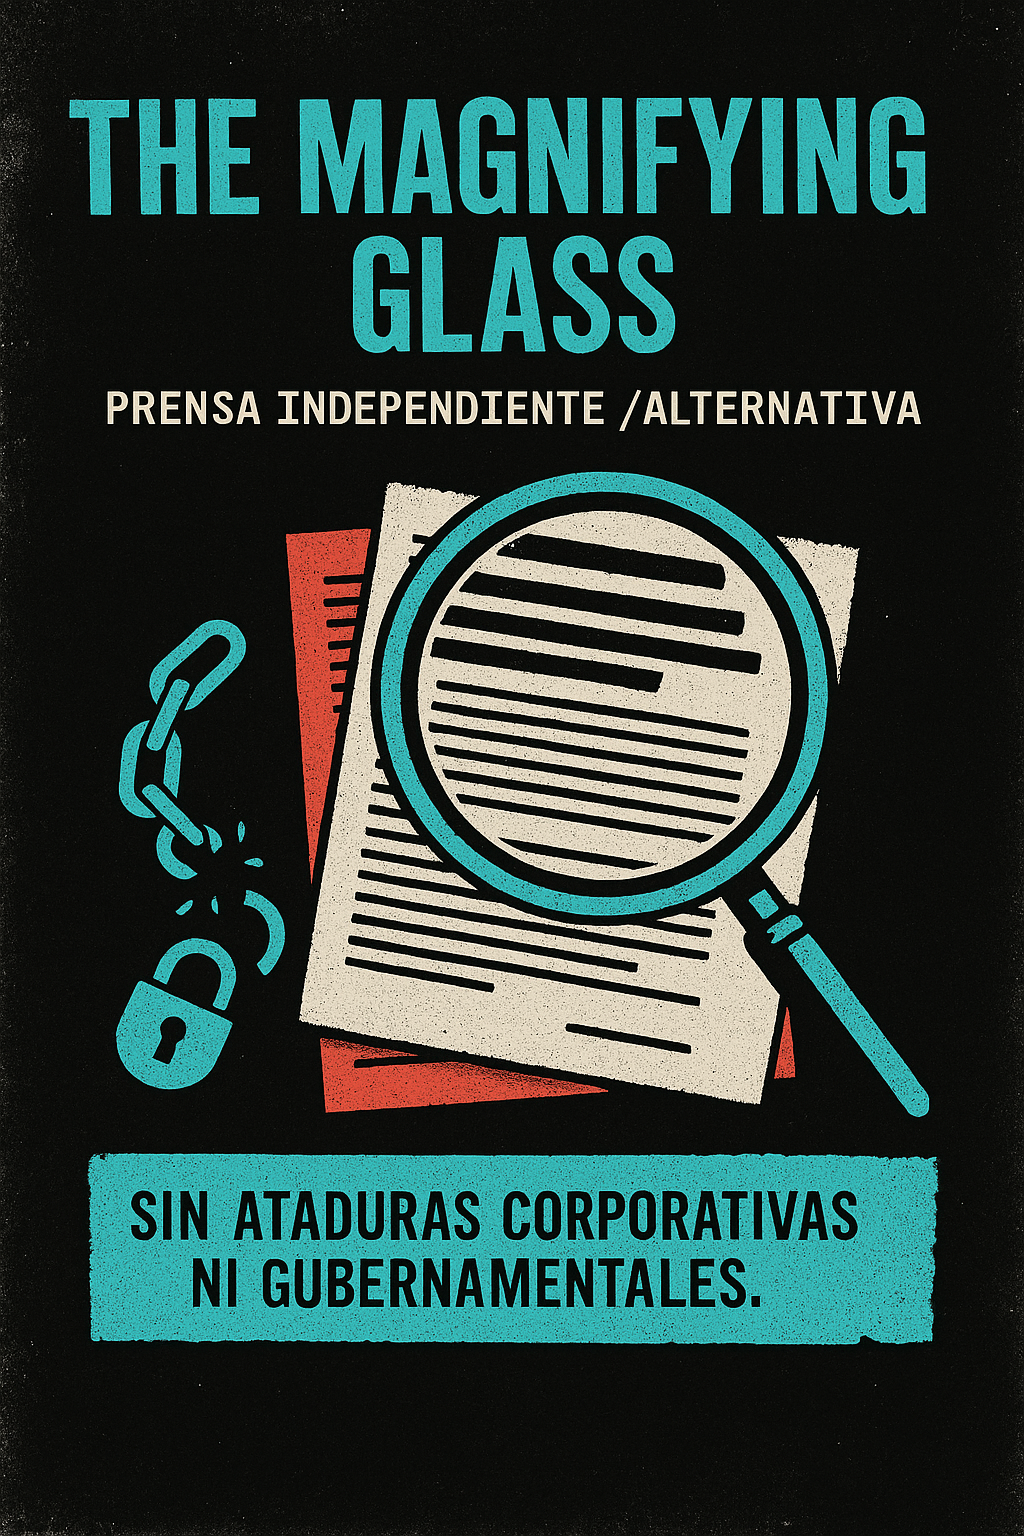 THE MAGNIFYING
GLASS
PRENSA INDEPENDIENTE /ALTERNATIVA
SIN ATADURAS CORPORATIVAS
NI GUBERNAMENTALES.